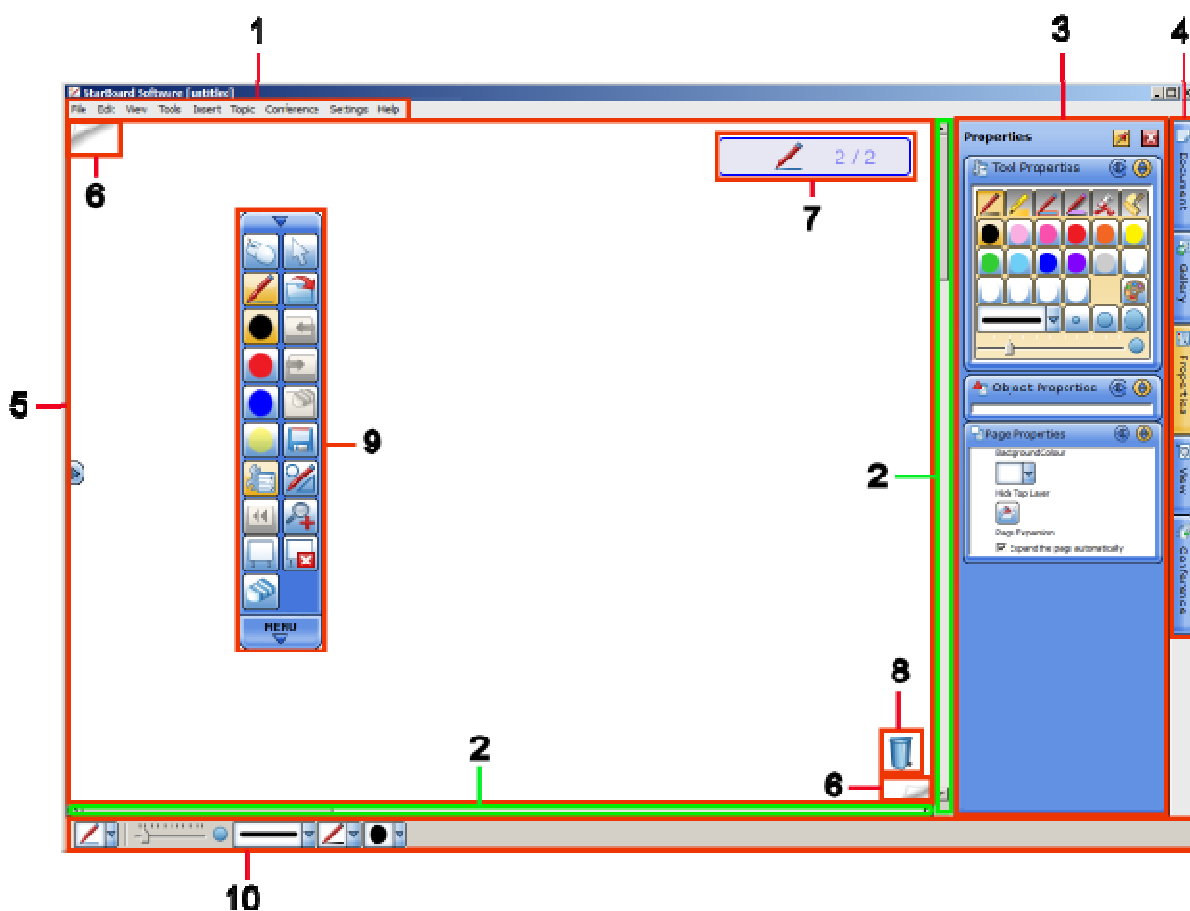 1
3
4
StarBoard Software [untitled]
File Edit View Tools Insert Topic Conference Settings Help
6
2 / 2
7
Properties
Tool Properties
Document
Gallery
5
9
2
Object Properties
Properties
Page Properties
Background Colour
Hide Top Layer
Page Expansion
Expand the page automatically
View
Conference
MENU
8
2
6
10